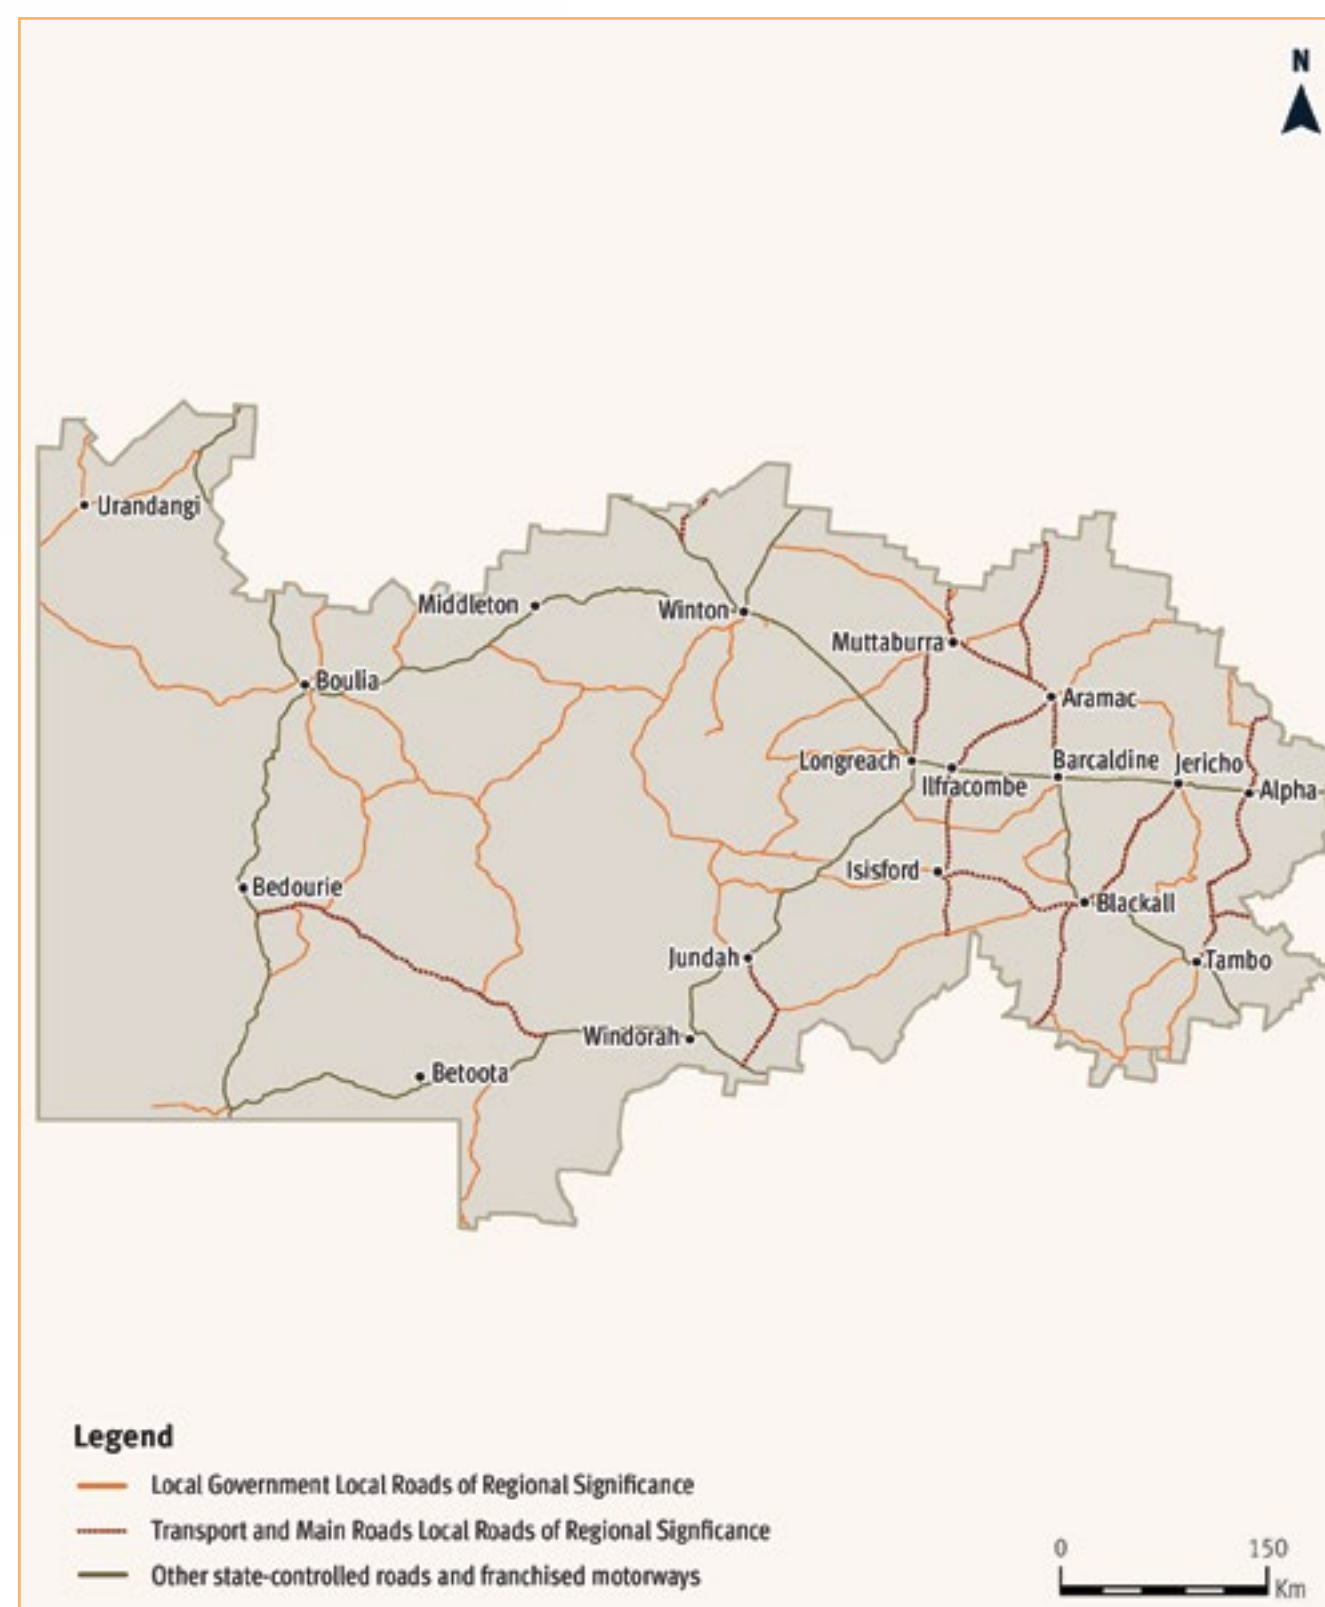 N
Urandangi
Middleton
Winton
Muttaburra
Boulia
Aramac
Longreach
Barcaldine
Jericho
Ilfracombe
Alpha
Isisford
Bedourie
Blackall
Jundah
Tambo
Windorah
Betoota
Legend
Local Government Local Roads of Regional Significance
Transport and Main Roads Local Roads of Regional Signficance
Other state-controlled roads and franchised motorways
0 150
Km